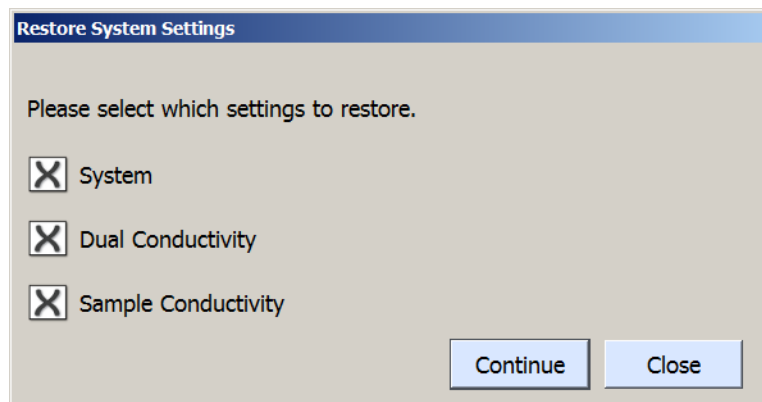 Restore System Settings
Please select which settings to restore.
System
Dual Conductivity
Sample Conductivity
Continue Close